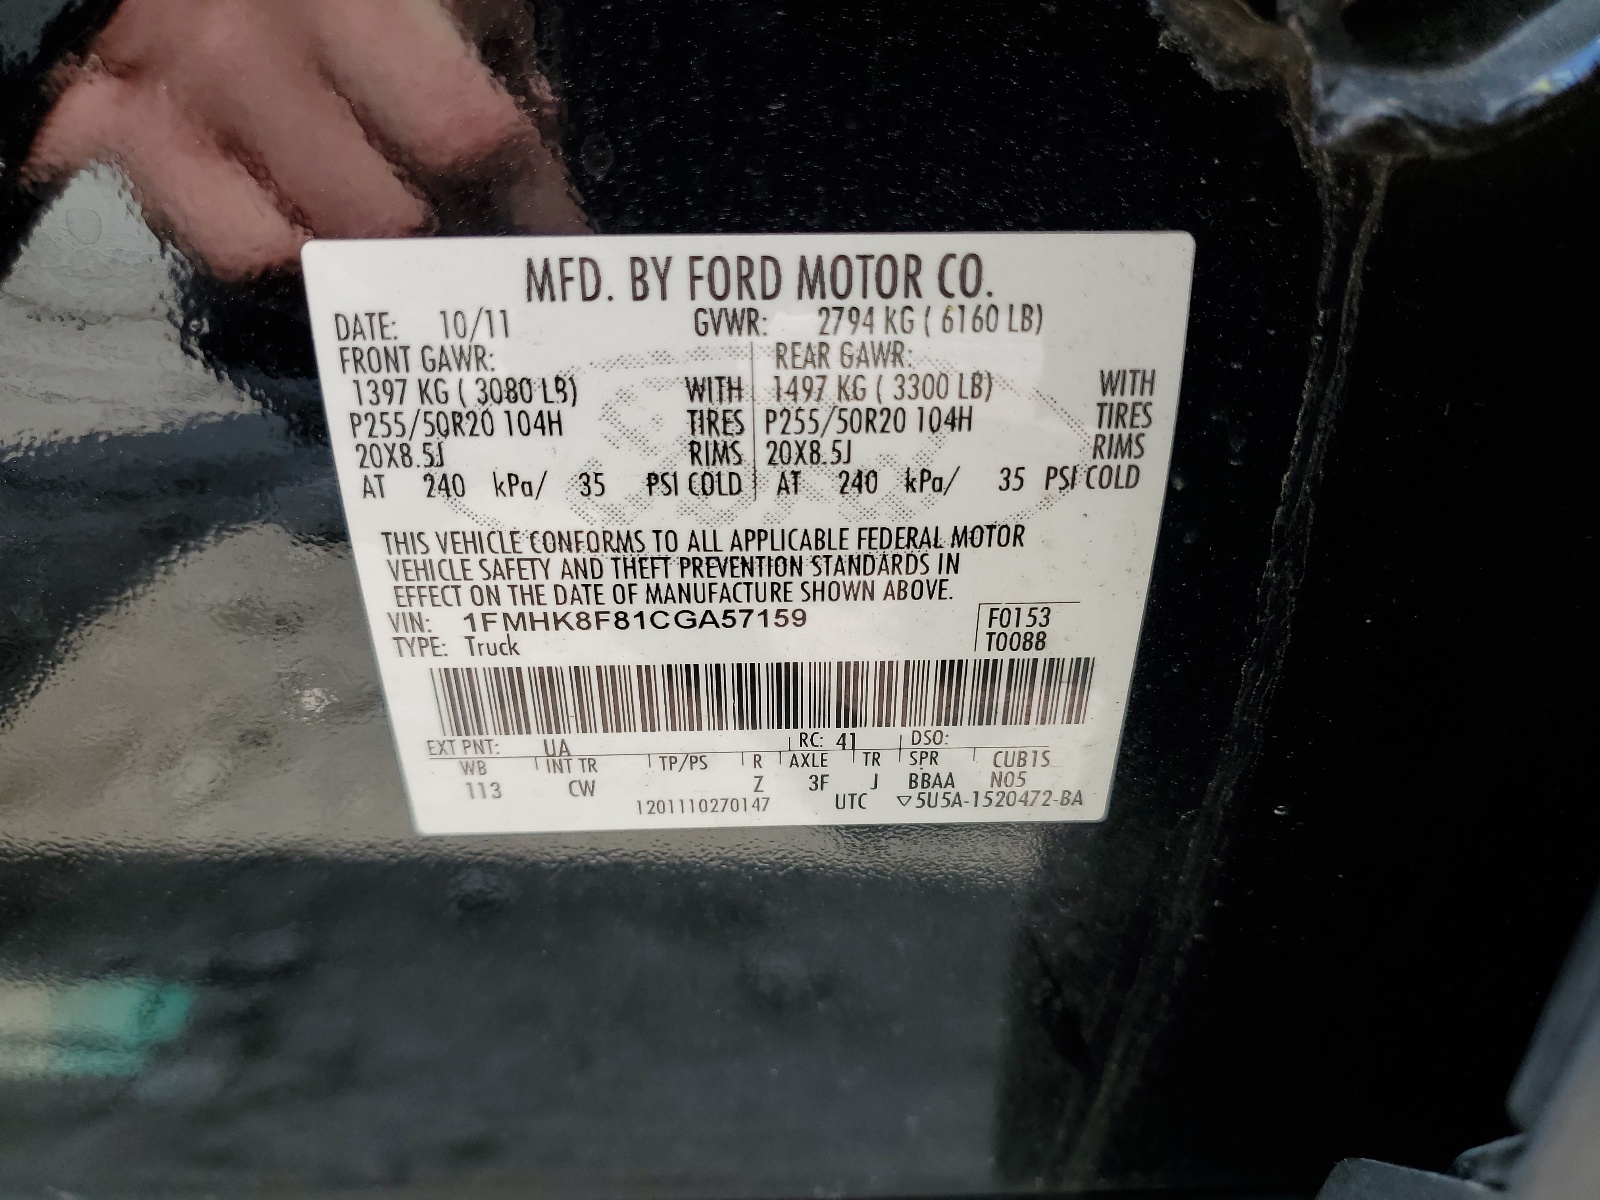 MFD. BY FORD MOTOR CO.
DATE: 10/11 GVWR: 2794 KG ( 6160 LB)
FRONT GAWR: REAR GAWR:
1397 KG ( 3080 LB) WITH 1497 KG ( 3300 LB) WITH
P255/50R20 104H TIRES P255/50R20 104H TIRES
20X8.5J RIMS 20X8.5J RIMS
AT 240 kPa/ 35 PSI COLD AT 240 kPa/ 35 PSI COLD
THIS VEHICLE CONFORMS TO ALL APPLICABLE FEDERAL MOTOR
VEHICLE SAFETY AND THEFT PREVENTION STANDARDS IN
EFFECT ON THE DATE OF MANUFACTURE SHOWN ABOVE.
VIN: 1FMHK8F81CGA57159 F0153
TYPE: Truck T0088
EXT PNT: UA RC: 41 DSO:
WB INT TR TP/PS R AXLE TR SPR CUB1S
113 CW Z 3F J BBAA N05
1201110270147 UTC ▽5U5A-1520472-BA